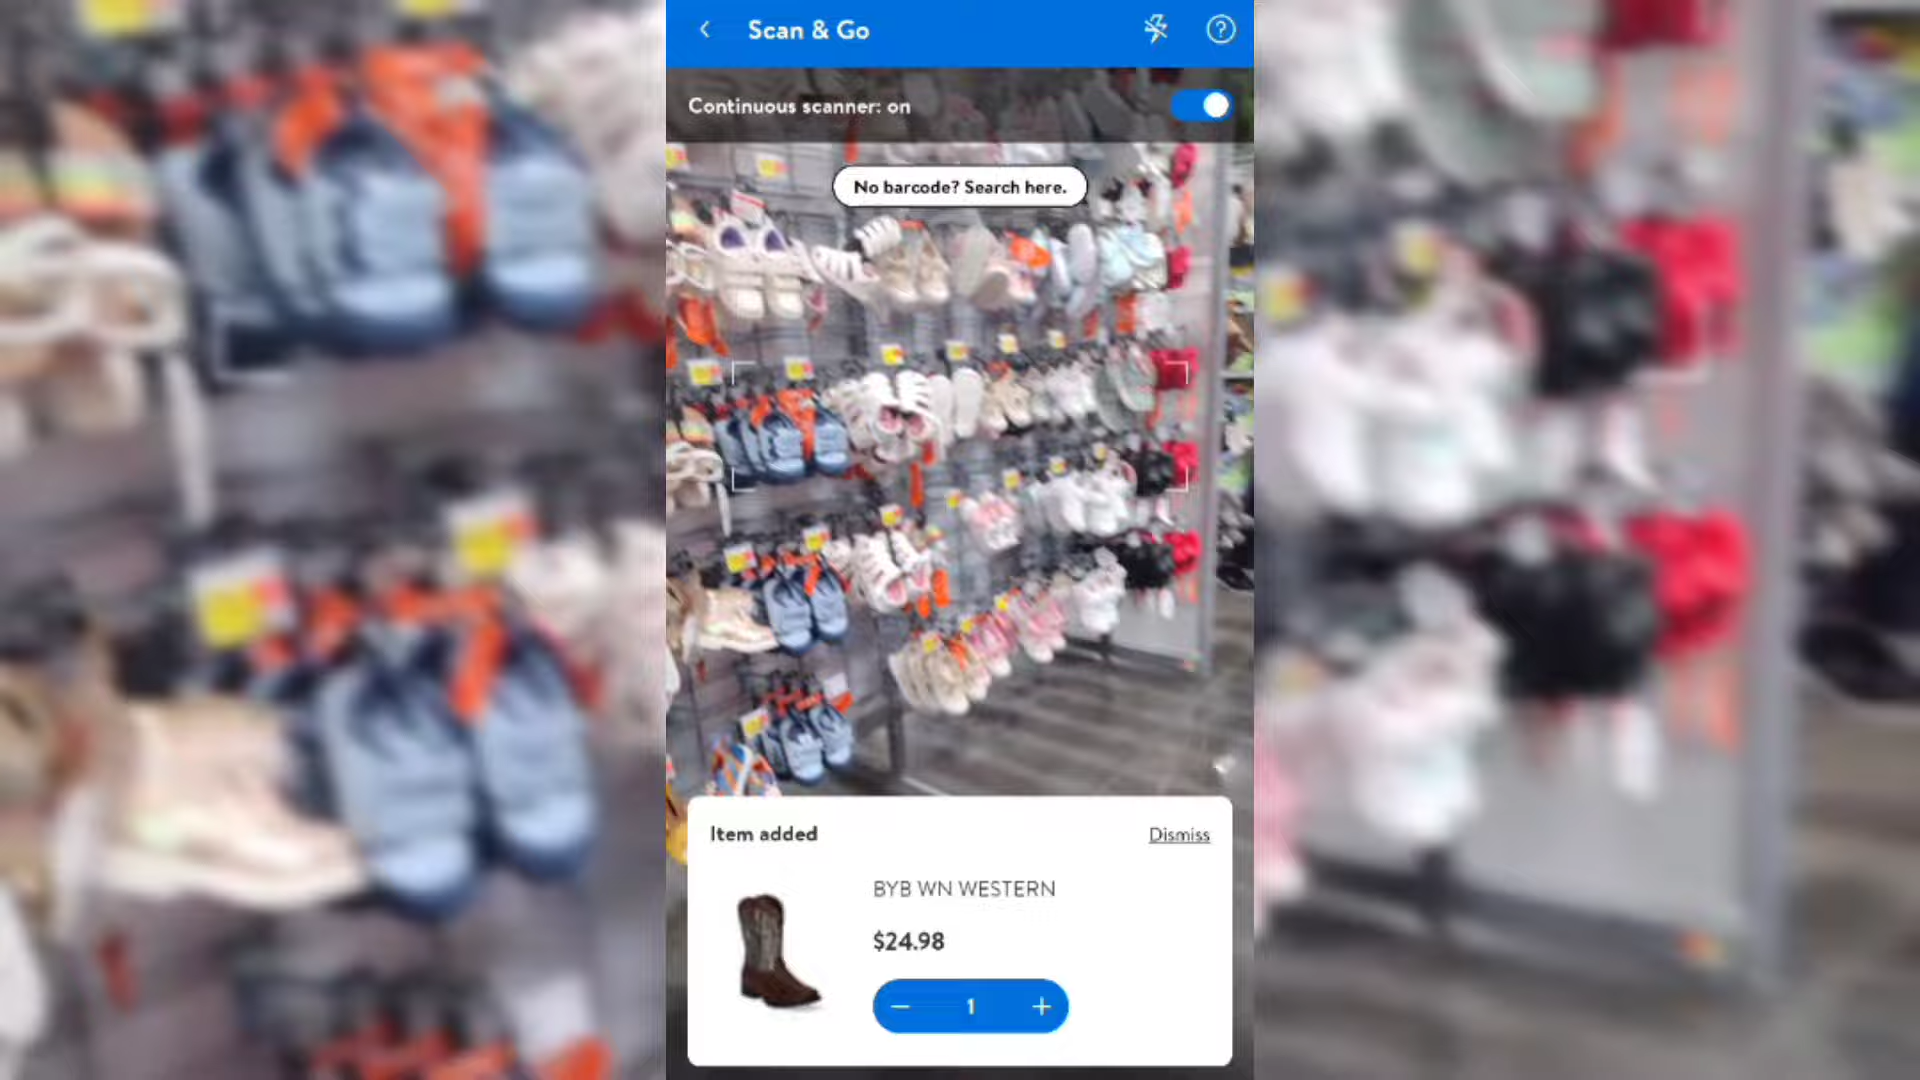 Scan & Go
Continuous scanner: on
No barcode? Search here.
Item added
Dismiss
BYB WN WESTERN
$24.98
1